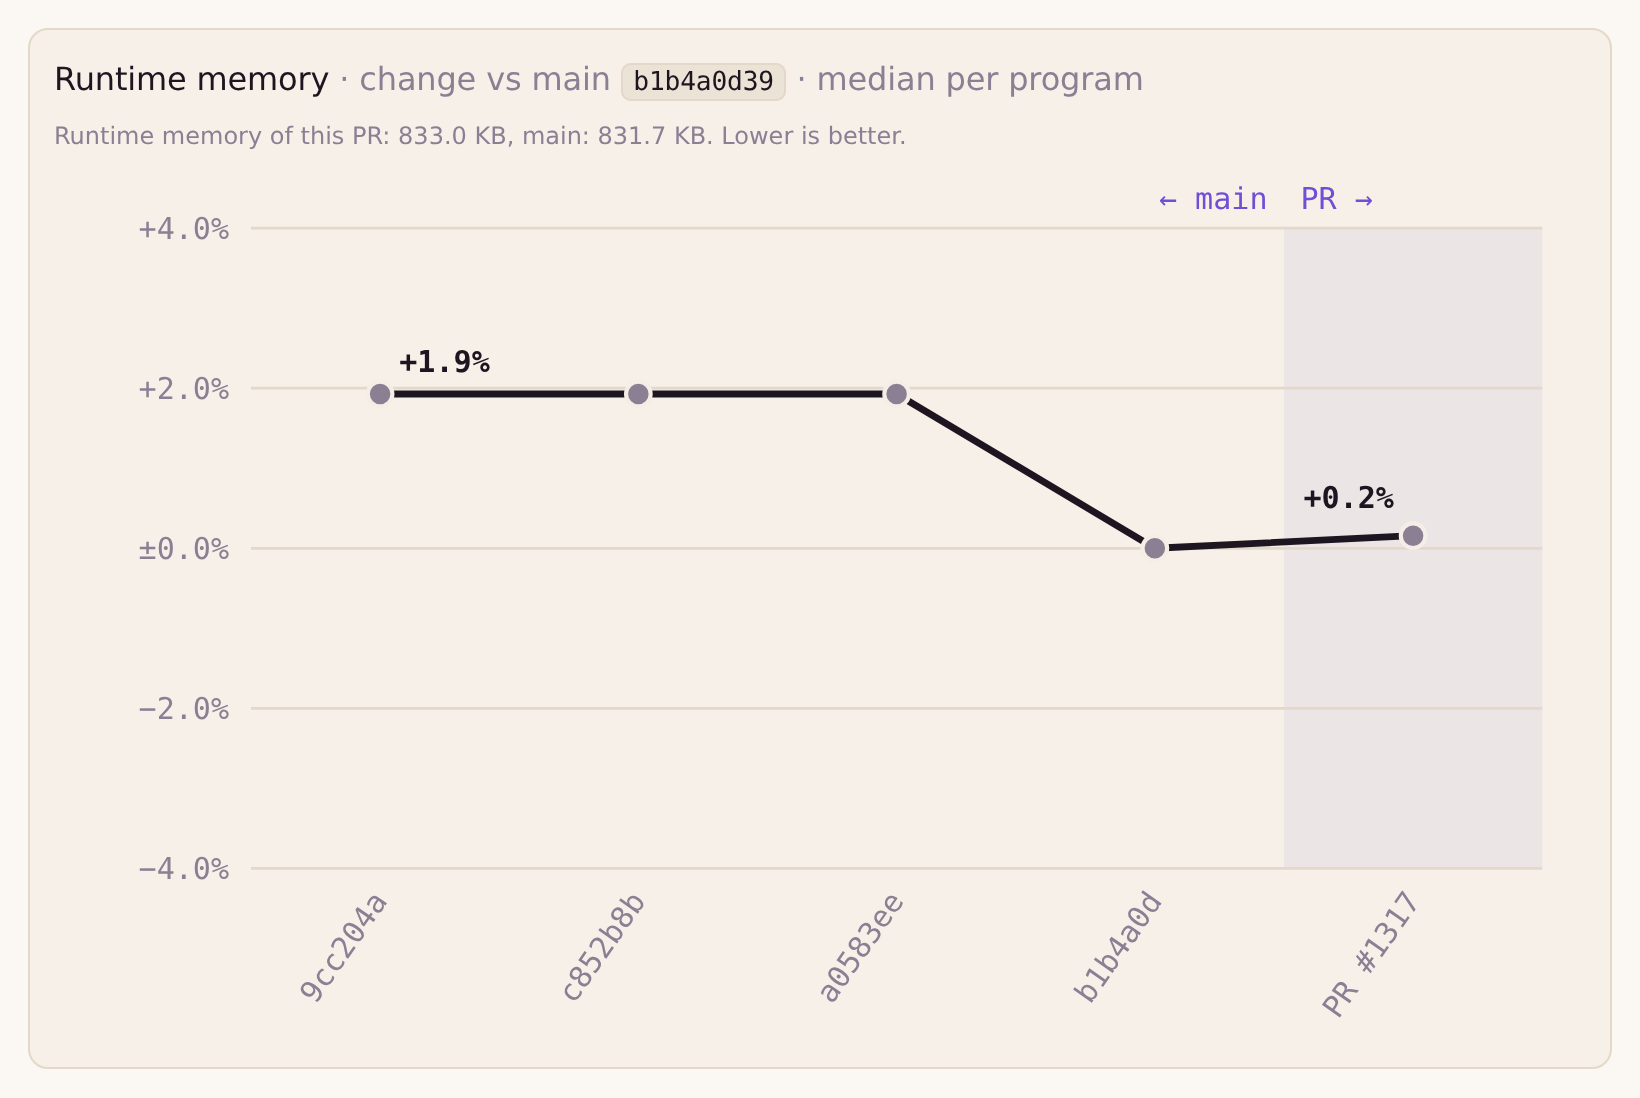 Runtime memory · change vs main b1b4a0d39 · median per program
Runtime memory of this PR: 833.0 KB, main: 831.7 KB. Lower is better.
← main PR →
+4.0%
+2.0%
±0.0%
−2.0%
−4.0%
+1.9%
+0.2%
9cc204a
c852b8b
a0583ee
b1b4a0d
PR #1317